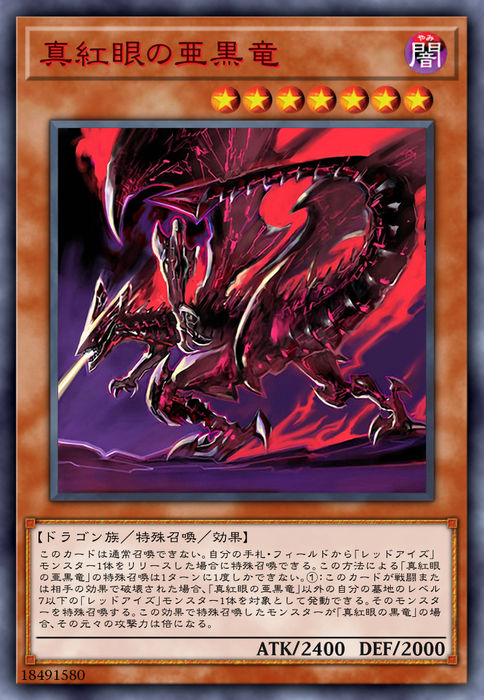 真紅眼の亜黒竜
やみ
闇
【ドラゴン族／特殊召喚／効果】
このカードは通常召喚できない。自分の手札・フィールドから「レッドアイズ」
モンスター1体をリリースした場合に特殊召喚できる。この方法による「真紅眼
の亜黒竜」の特殊召喚は1ターンに1度しかできない。①：このカードが戦闘また
は相手の効果で破壊された場合、「真紅眼の亜黒竜」以外の自分の墓地のレベル
7以下の「レッドアイズ」モンスター1体を対象として発動できる。そのモンスタ
ーを特殊召喚する。この効果で特殊召喚したモンスターが「真紅眼の黒竜」の場
合、その元々の攻撃力は倍になる。
ATK/2400 DEF/2000
18491580